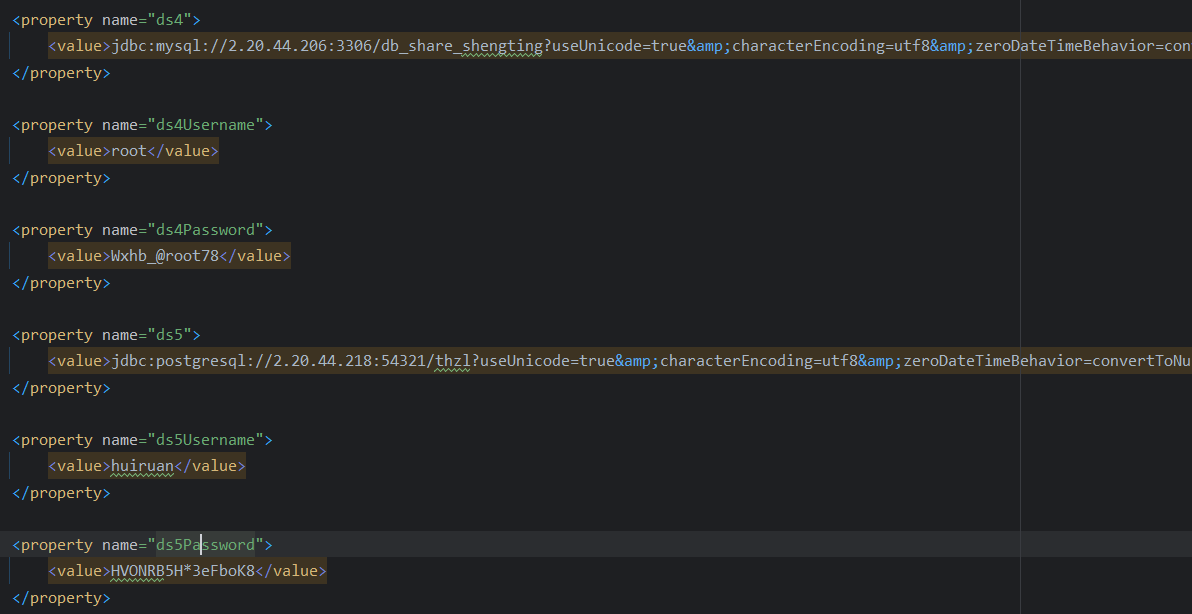 <property name="ds4">
<value>jdbc:mysql://2.20.44.206:3306/db_share_shengting?useUnicode=true&amp;characterEncoding=utf8&amp;zeroDateTimeBehavior=con
</property>
<property name="ds4Username">
<value>root</value>
</property>
<property name="ds4Password">
<value>Wxhb_@root78</value>
</property>
<property name="ds5">
<value>jdbc:postgresql://2.20.44.218:54321/thzl?useUnicode=true&amp;characterEncoding=utf8&amp;zeroDateTimeBehavior=convertToNu
</property>
<property name="ds5Username">
<value>huiruan</value>
</property>
<property name="ds5Password">
<value>HVONRB5H*3eFboK8</value>
</property>